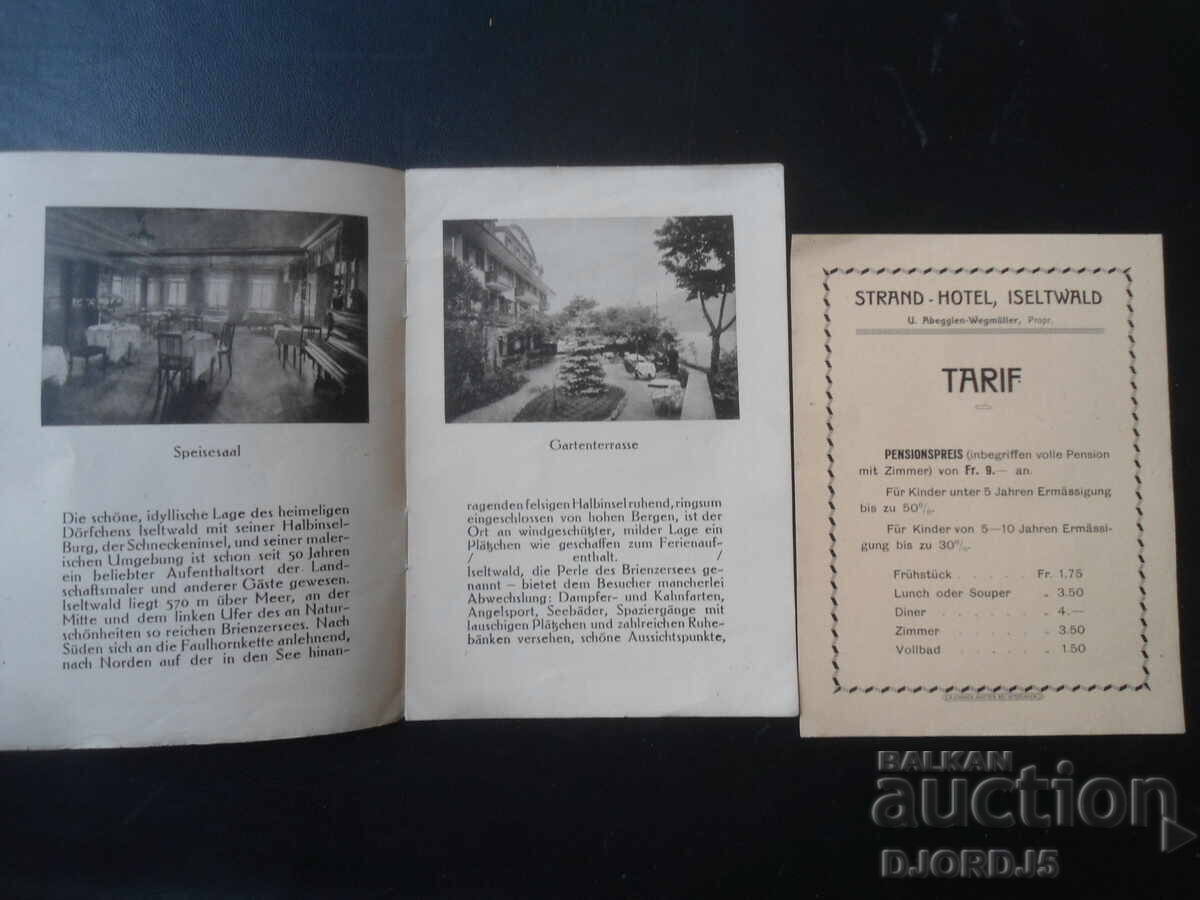 Speisesaal
Die schöne, idyllische Lage des heimeligen
Dörfchens Iseltwald mit seiner Halbinsel-
Burg, der Schneckeninsel, und seiner maler-
ischen Umgebung ist schon seit 50 Jahren
ein beliebter Aufenthaltsort der Land-
schaftsmaler und anderer Gäste gewesen.
Iseltwald liegt 570 m über Meer, an der
Mitte und dem linken Ufer des an Natur-
schönheiten so reichen Brienzersees. Nach
Süden sich an die Faulhornkette anlehnend,
nach Norden auf der in den See hinan-
Gartenterrasse
ragenden felsigen Halbinsel ruhend, ringsum
eingeschlossen von hohen Bergen, ist der
Ort an windgeschützter, milder Lage ein
Plätzchen wie geschaffen zum Ferienauf-
/ enthalt. /
Iseltwald, die Perle des Brienzersees ge-
nannt – bietet dem Besucher mancherlei
Abwechslung: Dampfer- und Kahnfarten,
Angelsport, Seebäder, Spaziergänge mit
lauschigen Plätzchen und zahlreichen Ruhe-
bänken versehen, schöne Aussichtspunkte,
STRAND-HOTEL, ISELTWALD
U. Abegglen-Wegmüller, Propr.
TARIF
PENSIONSPREIS (inbegriffen volle Pension
mit Zimmer) von Fr. 9.— an.
Für Kinder unter 5 Jahren Ermässigung
bis zu 50%.
Für Kinder von 5—10 Jahren Ermässi-
gung bis zu 30%.
Frühstück . . . . . Fr. 1.75
Lunch oder Souper . . „ 3.50
Diner . . . . . . „ 4.—
Zimmer . . . . . „ 3.50
Vollbad . . . . . „ 1.50
BALKAN
auction
DJORDJ5